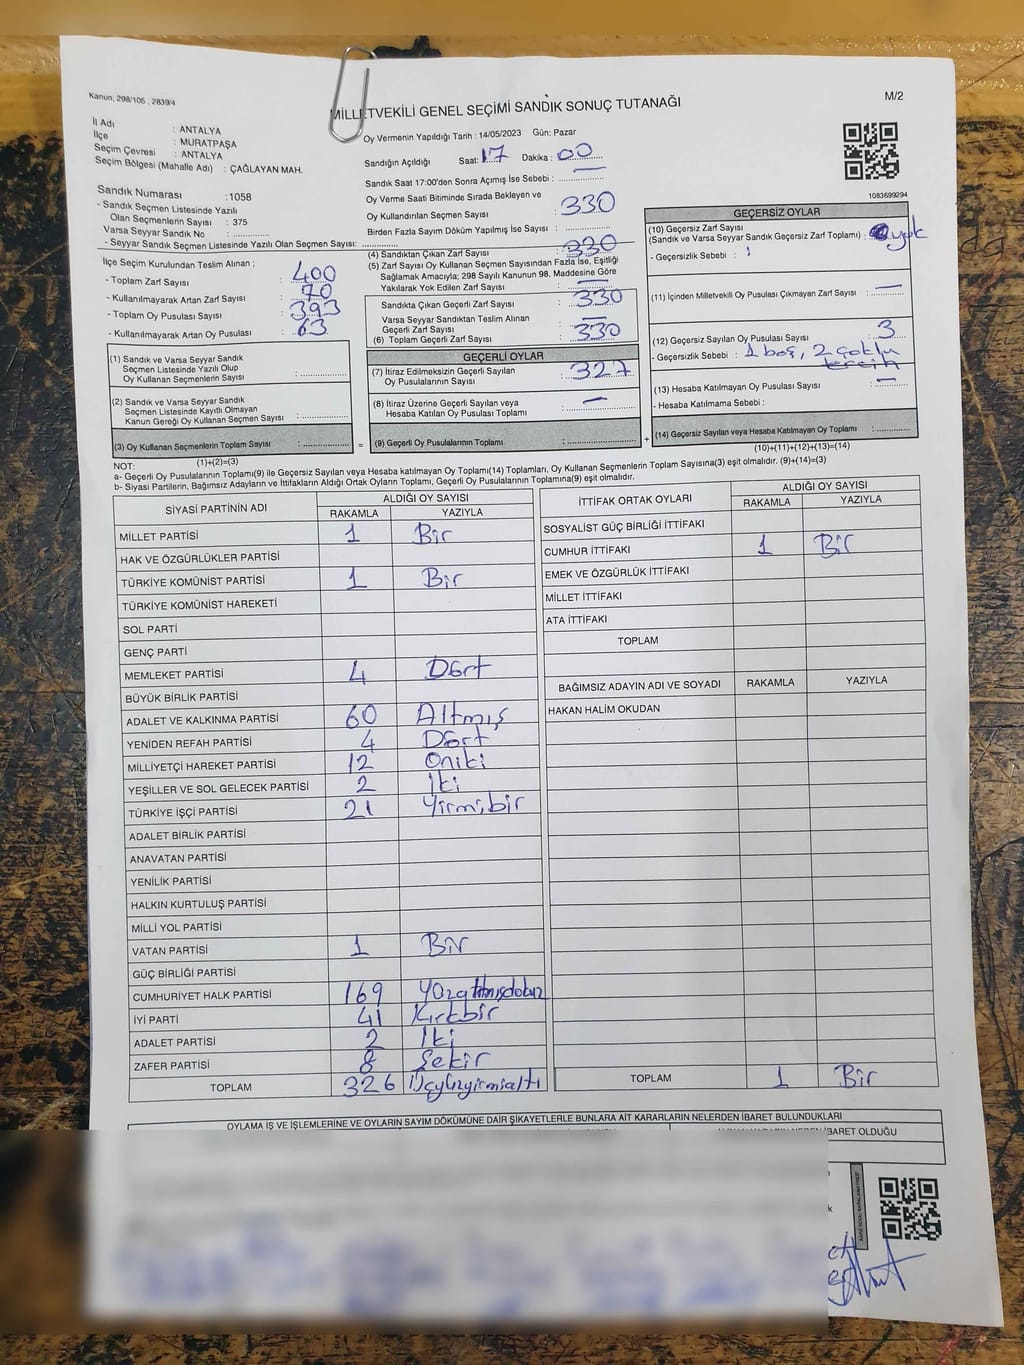 Kanun, 298/105 , 2839/4
M/2
MİLLETVEKİLİ GENEL SEÇİMİ SANDIK SONUÇ TUTANAĞI
İl Adı : ANTALYA
İlçe : MURATPAŞA
Seçim Çevresi : ANTALYA
Seçim Bölgesi (Mahalle Adı) : ÇAĞLAYAN MAH.
Oy Vermenin Yapıldığı Tarih : 14/05/2023 Gün: Pazar
Sandığın Açıldığı Saat: 17 Dakika : 00
Sandık Saat 17:00'den Sonra Açımış İse Sebebi : —
Sandık Numarası : 1058
- Sandık Seçmen Listesinde Yazılı
Olan Seçmenlerin Sayısı : 375
Varsa Seyyar Sandık No :
- Seyyar Sandık Seçmen Listesinde Yazılı Olan Seçmen Sayısı:
Oy Verme Saati Bitiminde Sırada Bekleyen ve
Oy Kullandırılan Seçmen Sayısı : 330
Birden Fazla Sayım Döküm Yapılmış İse Sayısı :
1083699294
İlçe Seçim Kurulundan Teslim Alınan ;
- Toplam Zarf Sayısı : 400
- Kullanılmayarak Artan Zarf Sayısı : 70
- Toplam Oy Pusulası Sayısı : 393
- Kullanılmayarak Artan Oy Pusulası : 63
(4) Sandıktan Çıkan Zarf Sayısı : 330
(5) Zarf Sayısı Oy Kullanan Seçmen Sayısından Fazla İse, Eşitliği
Sağlamak Amacıyla; 298 Sayılı Kanunun 98. Maddesine Göre
Yakılarak Yok Edilen Zarf Sayısı : —
Sandıkta Çıkan Geçerli Zarf Sayısı : 330
Varsa Seyyar Sandıktan Teslim Alınan
Geçerli Zarf Sayısı : —
(6) Toplam Geçerli Zarf Sayısı : 330
GEÇERSİZ OYLAR
(10) Geçersiz Zarf Sayısı
(Sandık ve Varsa Seyyar Sandık Geçersiz Zarf Toplamı) : yok
- Geçersizlik Sebebi :
(11) İçinden Milletvekili Oy Pusulası Çıkmayan Zarf Sayısı : —
(12) Geçersiz Sayılan Oy Pusulası Sayısı : 3
- Geçersizlik Sebebi : 1 boş, 2 çoklu
tercih
(13) Hesaba Katılmayan Oy Pusulası Sayısı : —
- Hesaba Katılmama Sebebi :
(14) Geçersiz Sayılan veya Hesaba Katılmayan Oy Toplamı :
(10)+(11)+(12)+(13)=(14)
(1) Sandık ve Varsa Seyyar Sandık
Seçmen Listesinde Yazılı Olup
Oy Kullanan Seçmenlerin Sayısı :
(2) Sandık ve Varsa Seyyar Sandık
Seçmen Listesinde Kayıtlı Olmayan
Kanun Gereği Oy Kullanan Seçmen Sayısı :
(3) Oy Kullanan Seçmenlerin Toplam Sayısı :
(1)+(2)=(3)
GEÇERLİ OYLAR
(7) İtiraz Edilmeksizin Geçerli Sayılan
Oy Pusulalarının Sayısı : 327
(8) İtiraz Üzerine Geçerli Sayılan veya
Hesaba Katılan Oy Pusulası Toplamı : —
(9) Geçerli Oy Pusulalarının Toplamı :
= +
NOT:
a- Geçerli Oy Pusulalarının Toplamı(9) ile Geçersiz Sayılan veya Hesaba katılmayan Oy Toplamı(14) Toplamları, Oy Kullanan Seçmenlerin Toplam Sayısına(3) eşit olmalıdır. (9)+(14)=(3)
b- Siyasi Partilerin, Bağımsız Adayların ve İttifakların Aldığı Ortak Oyların Toplamı, Geçerli Oy Pusulalarının Toplamına(9) eşit olmalıdır.
SİYASİ PARTİNİN ADI ALDIĞI OY SAYISI
RAKAMLA YAZIYLA
MİLLET PARTİSİ 1 Bir
HAK VE ÖZGÜRLÜKLER PARTİSİ
TÜRKİYE KOMÜNİST PARTİSİ 1 Bir
TÜRKİYE KOMÜNİST HAREKETİ
SOL PARTİ
GENÇ PARTİ
MEMLEKET PARTİSİ 4 Dört
BÜYÜK BİRLİK PARTİSİ
ADALET VE KALKINMA PARTİSİ 60 Altmış
YENİDEN REFAH PARTİSİ 4 Dört
MİLLİYETÇİ HAREKET PARTİSİ 12 Oniki
YEŞİLLER VE SOL GELECEK PARTİSİ 2 İki
TÜRKİYE İŞÇİ PARTİSİ 21 Yirmibir
ADALET BİRLİK PARTİSİ
ANAVATAN PARTİSİ
YENİLİK PARTİSİ
HALKIN KURTULUŞ PARTİSİ
MİLLİ YOL PARTİSİ
VATAN PARTİSİ 1 Bir
GÜÇ BİRLİĞİ PARTİSİ
CUMHURİYET HALK PARTİSİ 169
İYİ PARTİ 41 Kırkbir
ADALET PARTİSİ 2 İki
ZAFER PARTİSİ 8 Sekiz
TOPLAM 326 Üçyüzyirmialtı
İTTİFAK ORTAK OYLARI ALDIĞI OY SAYISI
RAKAMLA YAZIYLA
SOSYALİST GÜÇ BİRLİĞİ İTTİFAKI
CUMHUR İTTİFAKI 1 Bir
EMEK VE ÖZGÜRLÜK İTTİFAKI
MİLLET İTTİFAKI
ATA İTTİFAKI
TOPLAM
BAĞIMSIZ ADAYIN ADI VE SOYADI RAKAMLA YAZIYLA
HAKAN HALİM OKUDAN
TOPLAM 1 Bir
OYLAMA İŞ VE İŞLEMLERİNE VE OYLARIN SAYIM DÖKÜMÜNE DAİR ŞİKAYETLERLE BUNLARA AİT KARARLARIN NELERDEN İBARET BULUNDUKLARI
İBARET OLDUĞU